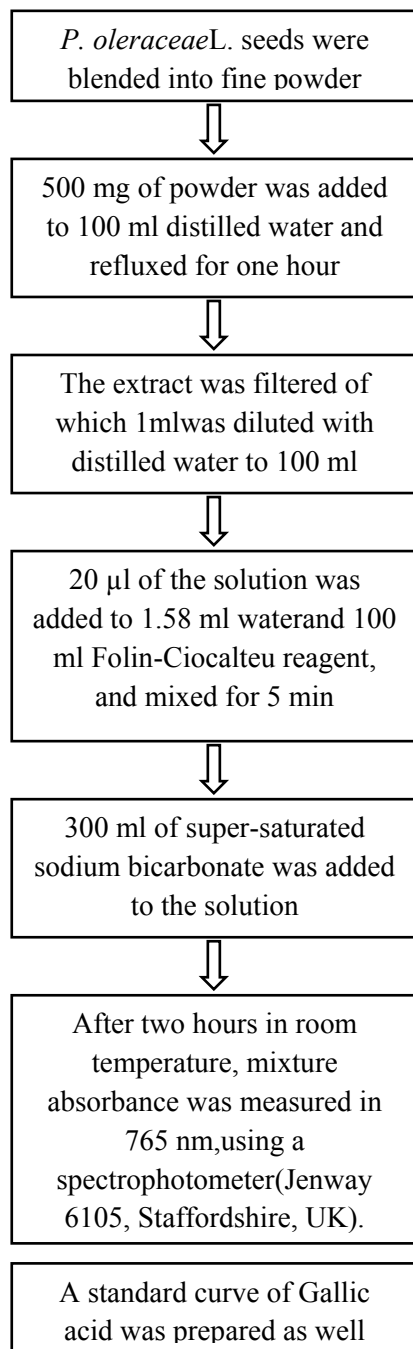 P. oleraceaeL. seeds were
blended into fine powder
500 mg of powder was added
to 100 ml distilled water and
refluxed for one hour
The extract was filtered of
which 1mlwas diluted with
distilled water to 100 ml
20 µl of the solution was
added to 1.58 ml waterand 100
ml Folin-Ciocalteu reagent,
and mixed for 5 min
300 ml of super-saturated
sodium bicarbonate was added
to the solution
After two hours in room
temperature, mixture
absorbance was measured in
765 nm,using a
spectrophotometer(Jenway
6105, Staffordshire, UK).
A standard curve of Gallic
acid was prepared as well